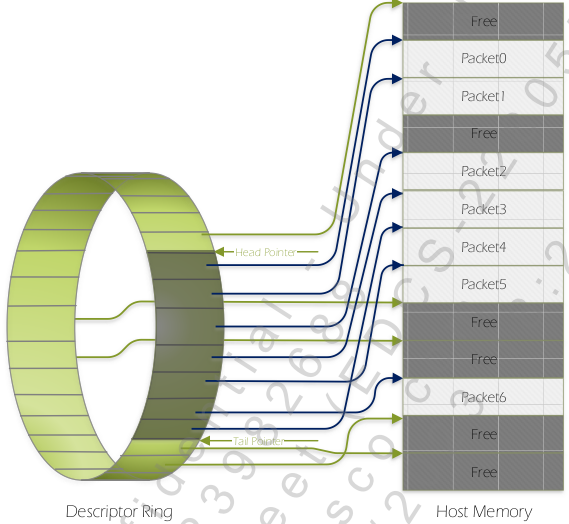 Free
Packet0
Packet1
Free
Packet2
Packet3
Packet4
Packet5
Free
Free
Packet6
Free
Free
Head Pointer
Tail Pointer
Descriptor Ring
Host Memory